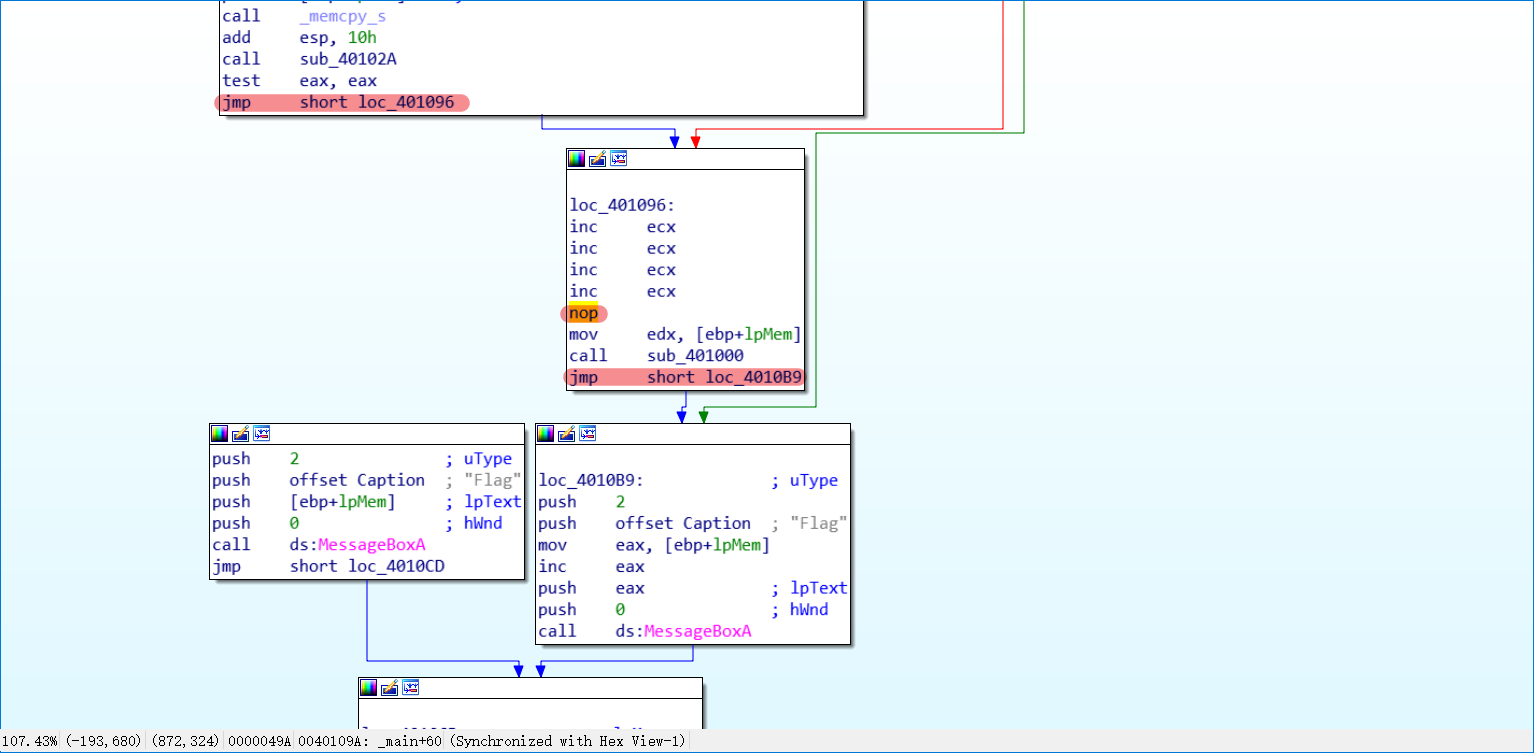 call    _memcpy_s
add     esp, 10h
call    sub_40102A
test    eax, eax
jmp     short loc_401096
loc_401096:
inc     ecx
inc     ecx
inc     ecx
inc     ecx
nop
mov     edx, [ebp+lpMem]
call    sub_401000
jmp     short loc_4010B9
push    2               ; uType
push    offset Caption  ; "Flag"
push    [ebp+lpMem]     ; lpText
push    0               ; hWnd
call    ds:MessageBoxA
jmp     short loc_4010CD
loc_4010B9:             ; uType
push    2
push    offset Caption  ; "Flag"
mov     eax, [ebp+lpMem]
inc     eax
push    eax             ; lpText
push    0               ; hWnd
call    ds:MessageBoxA
107.43% (-193,680) (872,324) 0000049A 0040109A: _main+60 (Synchronized with Hex View-1)